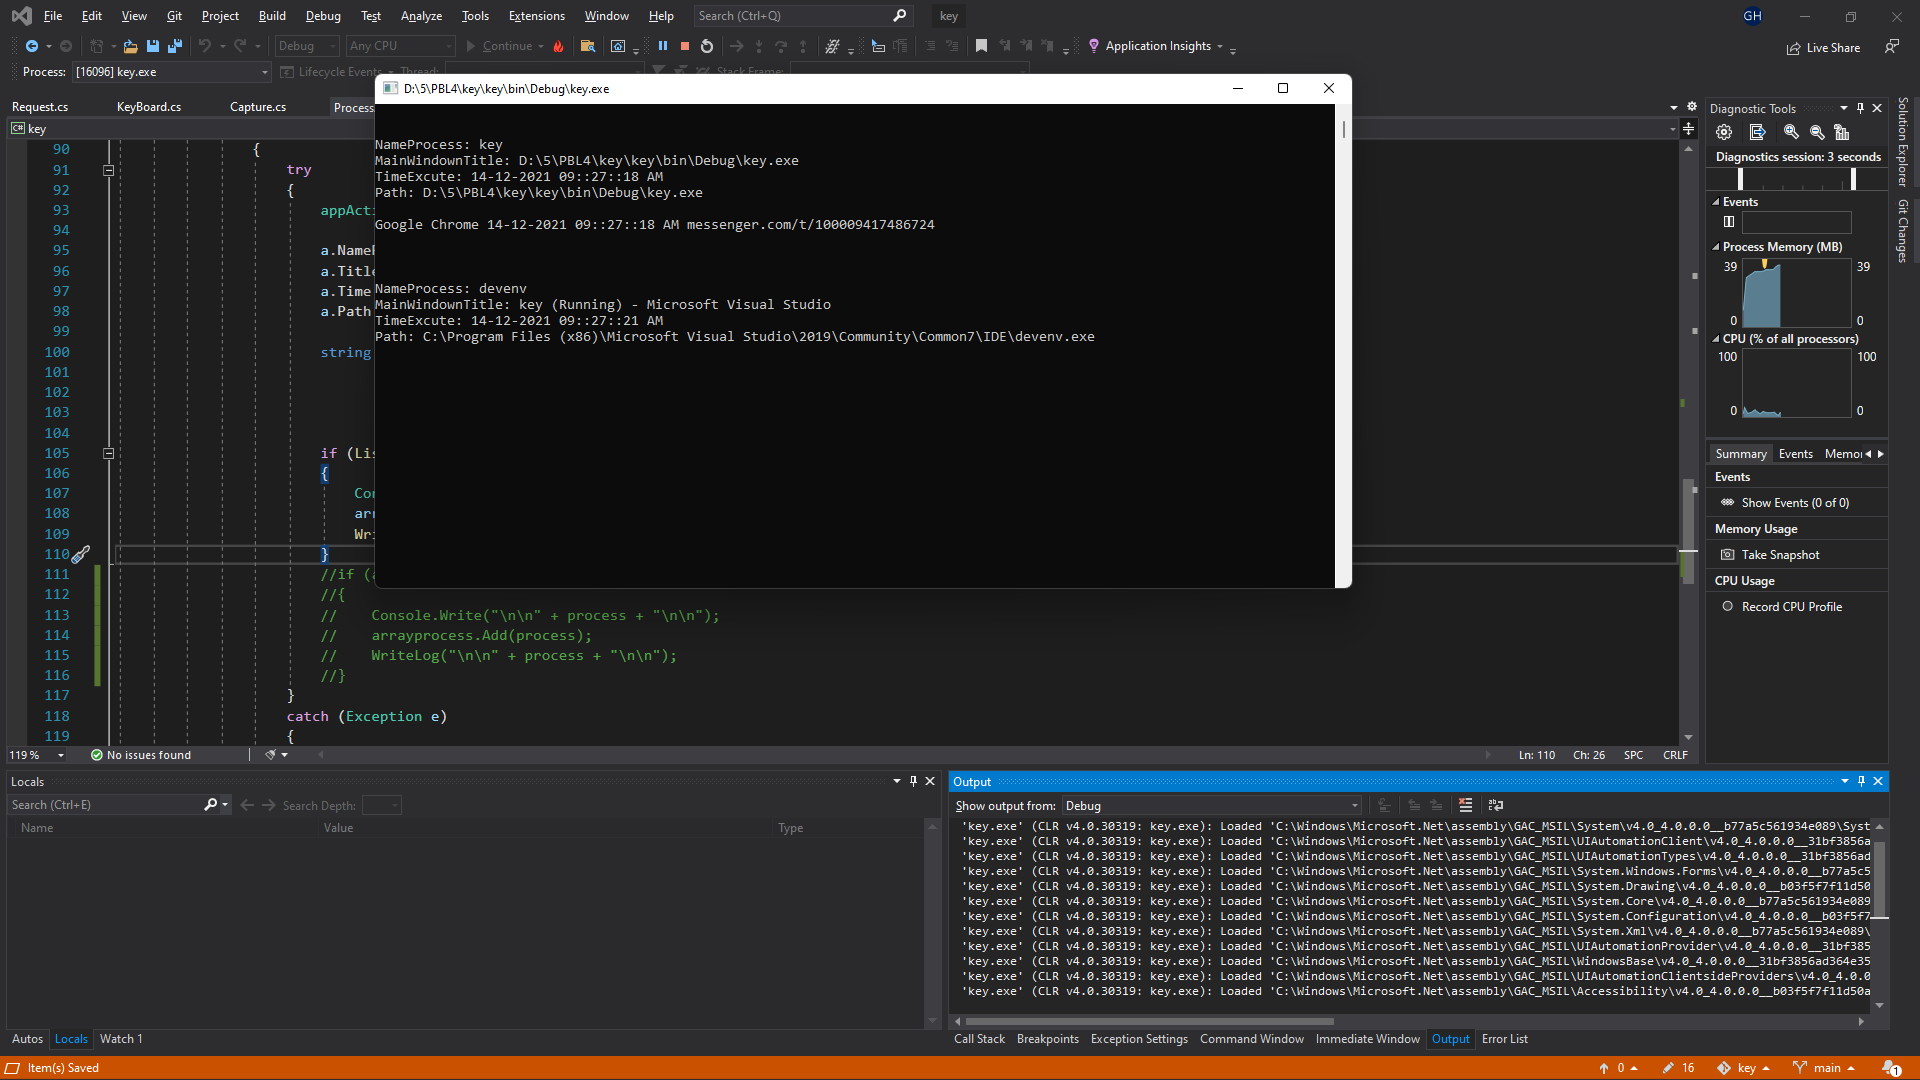 File Edit View Git Project Build Debug Test Analyze Tools Extensions Window Help Search (Ctrl+Q) key GH
Debug Any CPU Continue Application Insights Live Share
Process: [16096] key.exe Lifecycle Events Thread: Stack Frame:
Request.cs KeyBoard.cs Capture.cs Process
key
D:\5\PBL4\key\key\bin\Debug\key.exe
NameProcess: key
MainWindowTitle: D:\5\PBL4\key\key\bin\Debug\key.exe
TimeExcute: 14-12-2021 09::27::18 AM
Path: D:\5\PBL4\key\key\bin\Debug\key.exe
Google Chrome 14-12-2021 09::27::18 AM messenger.com/t/100009417486724
NameProcess: devenv
MainWindowTitle: key (Running) - Microsoft Visual Studio
TimeExcute: 14-12-2021 09::27::21 AM
Path: C:\Program Files (x86)\Microsoft Visual Studio\2019\Community\Common7\IDE\devenv.exe
90 {
91 try
92 {
93 appActi
94
95 a.NameP
96 a.Title
97 a.Time
98 a.Path
99
100 string
101
102
103
104
105 if (Lis
106 {
107 Con
108 arr
109 Wri
110 }
111 //if (a
112 //{
113 // Console.Write("\n\n" + process + "\n\n");
114 // arrayprocess.Add(process);
115 // WriteLog("\n\n" + process + "\n\n");
116 //}
117 }
118 catch (Exception e)
119 {
119 % No issues found Ln: 110 Ch: 26 SPC CRLF
Diagnostic Tools
Diagnostics session: 3 seconds
Events
Process Memory (MB)
39 39
0 0
CPU (% of all processors)
100 100
0 0
Summary Events Memor
Events
Show Events (0 of 0)
Memory Usage
Take Snapshot
CPU Usage
Record CPU Profile
Solution Explorer
Git Changes
Locals
Search (Ctrl+E) Search Depth:
Name Value Type
Autos Locals Watch 1
Output
Show output from: Debug
'key.exe' (CLR v4.0.30319: key.exe): Loaded 'C:\Windows\Microsoft.Net\assembly\GAC_MSIL\System\v4.0_4.0.0.0__b77a5c561934e089\Syst
'key.exe' (CLR v4.0.30319: key.exe): Loaded 'C:\Windows\Microsoft.Net\assembly\GAC_MSIL\UIAutomationClient\v4.0_4.0.0.0__31bf3856a
'key.exe' (CLR v4.0.30319: key.exe): Loaded 'C:\Windows\Microsoft.Net\assembly\GAC_MSIL\UIAutomationTypes\v4.0_4.0.0.0__31bf3856ad
'key.exe' (CLR v4.0.30319: key.exe): Loaded 'C:\Windows\Microsoft.Net\assembly\GAC_MSIL\System.Windows.Forms\v4.0_4.0.0.0__b77a5c5
'key.exe' (CLR v4.0.30319: key.exe): Loaded 'C:\Windows\Microsoft.Net\assembly\GAC_MSIL\System.Drawing\v4.0_4.0.0.0__b03f5f7f11d50
'key.exe' (CLR v4.0.30319: key.exe): Loaded 'C:\Windows\Microsoft.Net\assembly\GAC_MSIL\System.Core\v4.0_4.0.0.0__b77a5c561934e089
'key.exe' (CLR v4.0.30319: key.exe): Loaded 'C:\Windows\Microsoft.Net\assembly\GAC_MSIL\System.Configuration\v4.0_4.0.0.0__b03f5f7
'key.exe' (CLR v4.0.30319: key.exe): Loaded 'C:\Windows\Microsoft.Net\assembly\GAC_MSIL\System.Xml\v4.0_4.0.0.0__b77a5c561934e089\
'key.exe' (CLR v4.0.30319: key.exe): Loaded 'C:\Windows\Microsoft.Net\assembly\GAC_MSIL\UIAutomationProvider\v4.0_4.0.0.0__31bf385
'key.exe' (CLR v4.0.30319: key.exe): Loaded 'C:\Windows\Microsoft.Net\assembly\GAC_MSIL\WindowsBase\v4.0_4.0.0.0__31bf3856ad364e35
'key.exe' (CLR v4.0.30319: key.exe): Loaded 'C:\Windows\Microsoft.Net\assembly\GAC_MSIL\UIAutomationClientsideProviders\v4.0_4.0.0
'key.exe' (CLR v4.0.30319: key.exe): Loaded 'C:\Windows\Microsoft.Net\assembly\GAC_MSIL\Accessibility\v4.0_4.0.0.0__b03f5f7f11d50a
Call Stack Breakpoints Exception Settings Command Window Immediate Window Output Error List
Item(s) Saved 0 16 key main 1